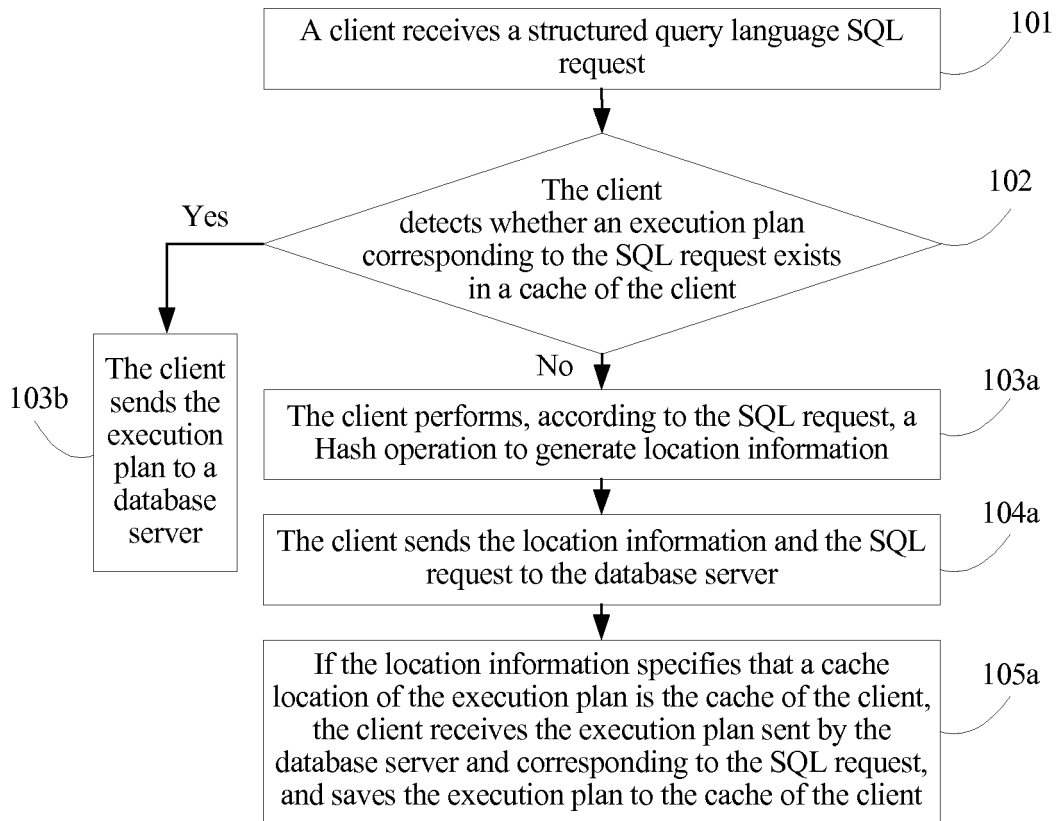 A client receives a structured query language SQL
request
101
The client
detects whether an execution plan
corresponding to the SQL request exists
in a cache of the client
102
Yes
No
The client
sends the
execution
plan to a
database
server
103b
The client performs, according to the SQL request, a
Hash operation to generate location information
103a
The client sends the location information and the SQL
request to the database server
104a
If the location information specifies that a cache
location of the execution plan is the cache of the client,
the client receives the execution plan sent by the
database server and corresponding to the SQL request,
and saves the execution plan to the cache of the client
105a